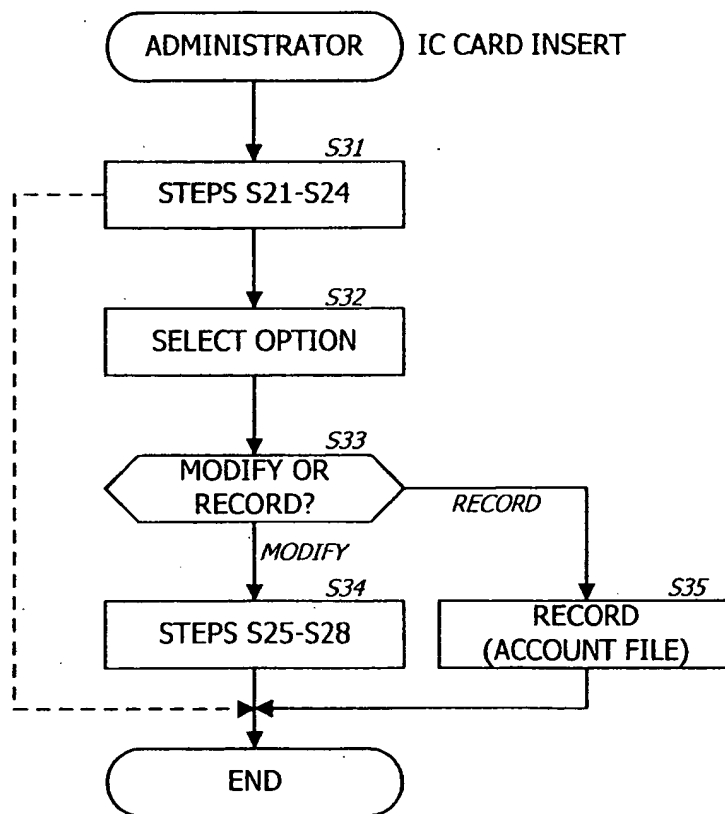 ADMINISTRATOR
IC CARD INSERT
S31
STEPS S21-S24
S32
SELECT OPTION
S33
MODIFY OR
RECORD?
RECORD
MODIFY
S34
STEPS S25-S28
S35
RECORD
(ACCOUNT FILE)
END